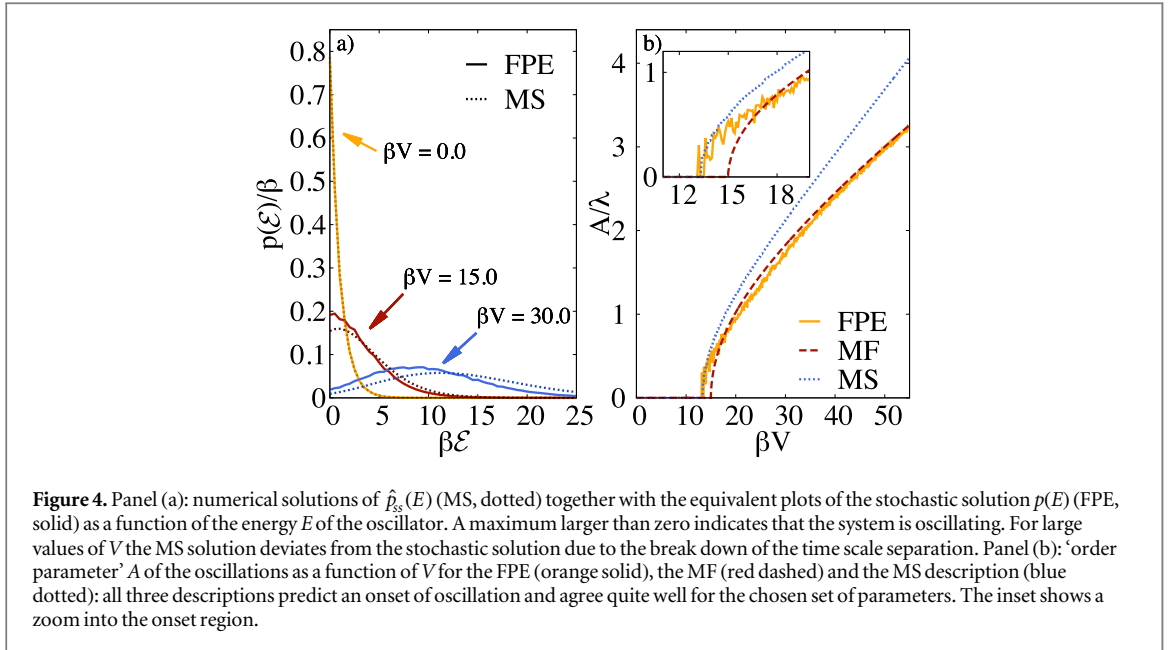 a)
0.8
0.7
0.6
0.5
0.4
0.3
0.2
0.1
0
p(ℰ)/β
FPE
MS
βV = 0.0
βV = 15.0
βV = 30.0
0 5 10 15 20 25
βℰ
b)
4
3
2
1
0
A/λ
1
0
12 15 18
FPE
MF
MS
0 10 20 30 40 50
βV
Figure 4. Panel (a): numerical solutions of p̂ss(E) (MS, dotted) together with the equivalent plots of the stochastic solution p(E) (FPE,
solid) as a function of the energy E of the oscillator. A maximum larger than zero indicates that the system is oscillating. For large
values of V the MS solution deviates from the stochastic solution due to the break down of the time scale separation. Panel (b): ‘order
parameter’ A of the oscillations as a function of V for the FPE (orange solid), the MF (red dashed) and the MS description (blue
dotted): all three descriptions predict an onset of oscillation and agree quite well for the chosen set of parameters. The inset shows a
zoom into the onset region.